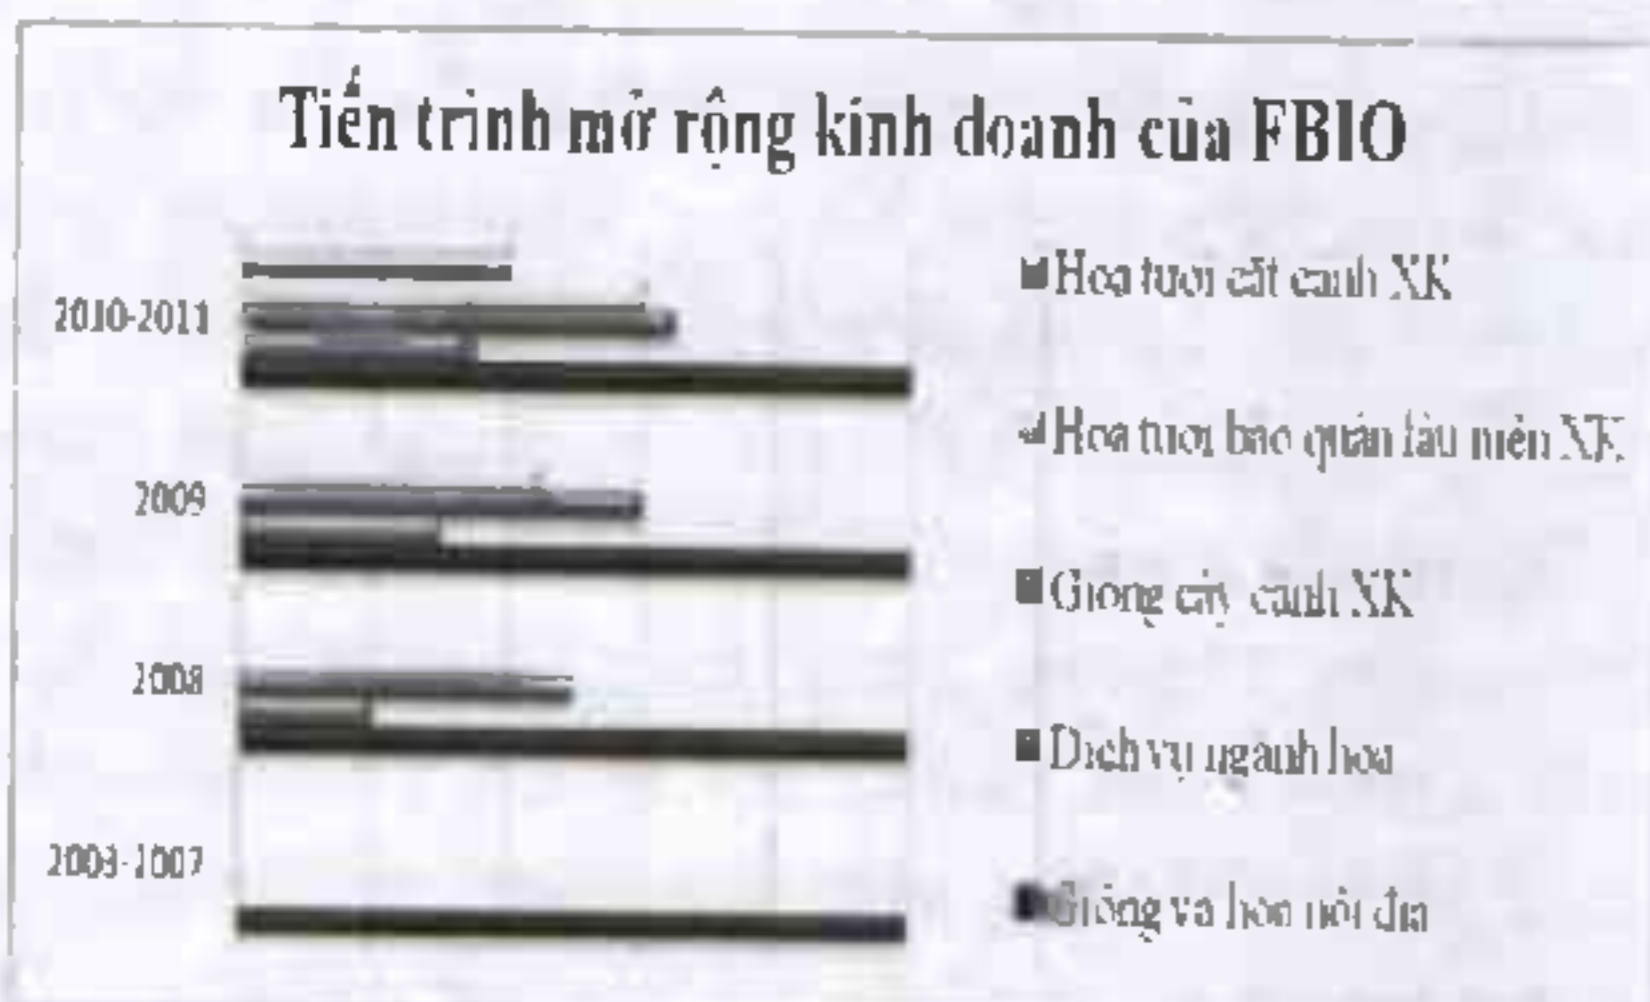 Tiến trình mở rộng kinh doanh của FBIO
2010-2011
2009
2008
2003-2007
Hoa tươi cắt cành XK
Hoa tươi bảo quản lâu niên XK
Giống cây cảnh XK
Dịch vụ ngành hoa
Giống và hoa nội địa